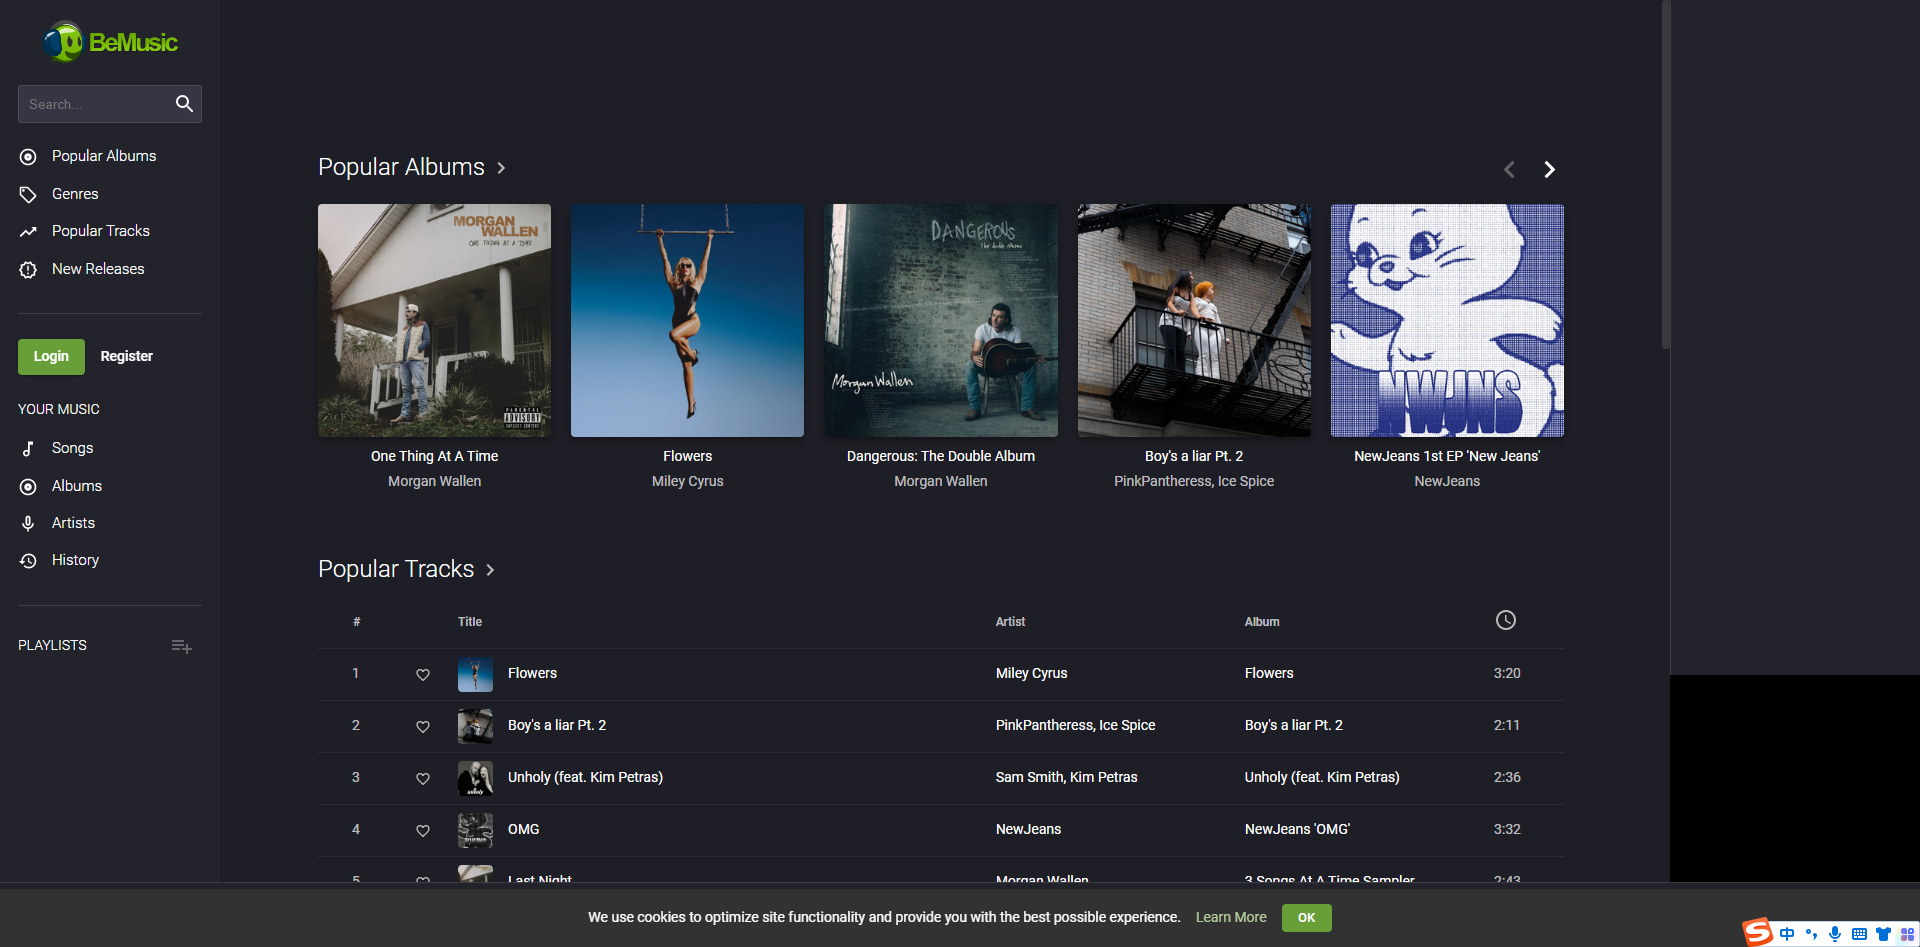 BeMusic
Search...
Popular Albums
Genres
Popular Tracks
New Releases
Login
Register
YOUR MUSIC
Songs
Albums
Artists
History
PLAYLISTS
Popular Albums
MORGAN
WALLEN
ONE THING AT A TIME
PARENTAL
ADVISORY
EXPLICIT CONTENT
One Thing At A Time
Morgan Wallen
Flowers
Miley Cyrus
DANGEROUS
the double album
Morgan Wallen
Dangerous: The Double Album
Morgan Wallen
Boy's a liar Pt. 2
PinkPantheress, Ice Spice
NWJNS
NewJeans 1st EP 'New Jeans'
NewJeans
Popular Tracks
# Title Artist Album
1 Flowers Miley Cyrus Flowers 3:20
2 Boy's a liar Pt. 2 PinkPantheress, Ice Spice Boy's a liar Pt. 2 2:11
3 Unholy (feat. Kim Petras) Sam Smith, Kim Petras Unholy (feat. Kim Petras) 2:36
4 OMG NewJeans NewJeans 'OMG' 3:32
5 Last Night Morgan Wallen 3 Songs At A Time Sampler 2:43
We use cookies to optimize site functionality and provide you with the best possible experience. Learn More OK
S 中